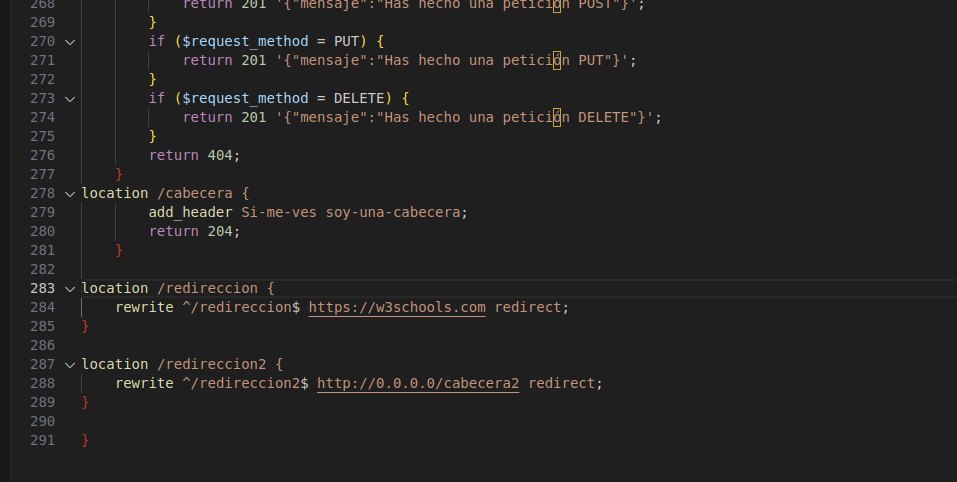 268 return 201 '{"mensaje":"Has hecho una petición POST"}';
269 }
270 if ($request_method = PUT) {
271 return 201 '{"mensaje":"Has hecho una petición PUT"}';
272 }
273 if ($request_method = DELETE) {
274 return 201 '{"mensaje":"Has hecho una petición DELETE"}';
275 }
276 return 404;
277 }
278 location /cabecera {
279 add_header Si-me-ves soy-una-cabecera;
280 return 204;
281 }
282
283 location /redireccion {
284 rewrite ^/redireccion$ https://w3schools.com redirect;
285 }
286
287 location /redireccion2 {
288 rewrite ^/redireccion2$ http://0.0.0.0/cabecera2 redirect;
289 }
290
291 }